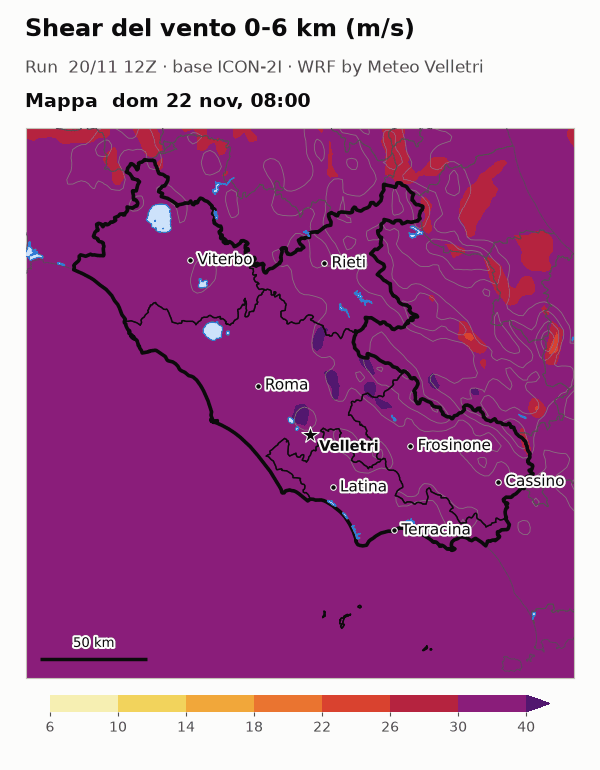 Shear del vento 0-6 km (m/s)
Run  20/11 12Z · base ICON-2I · WRF by Meteo Velletri
Mappa  dom 22 nov, 08:00
Viterbo
Rieti
Roma
Velletri
Frosinone
Latina
Cassino
Terracina
50 km
6 10 14 18 22 26 30 40